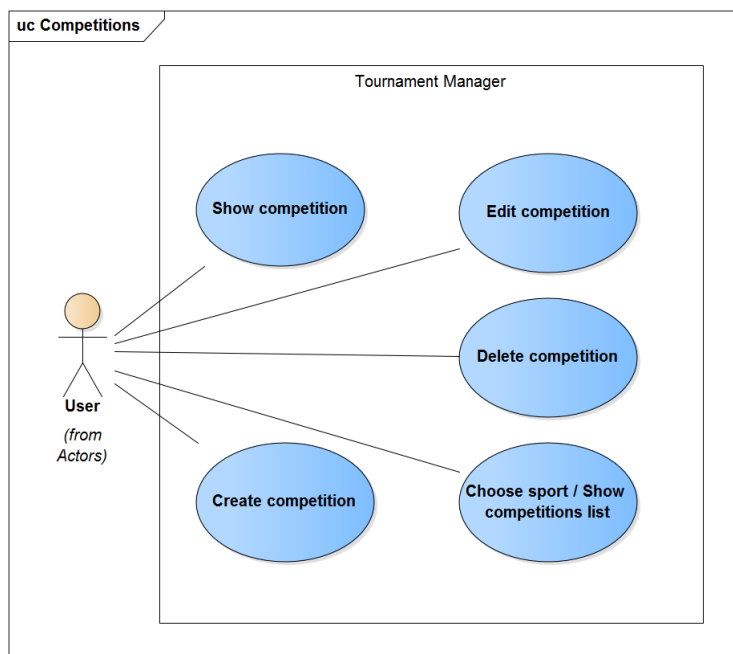 uc Competitions
Tournament Manager
Show competition
Edit competition
Delete competition
User
(from
Actors)
Create competition
Choose sport / Show
competitions list